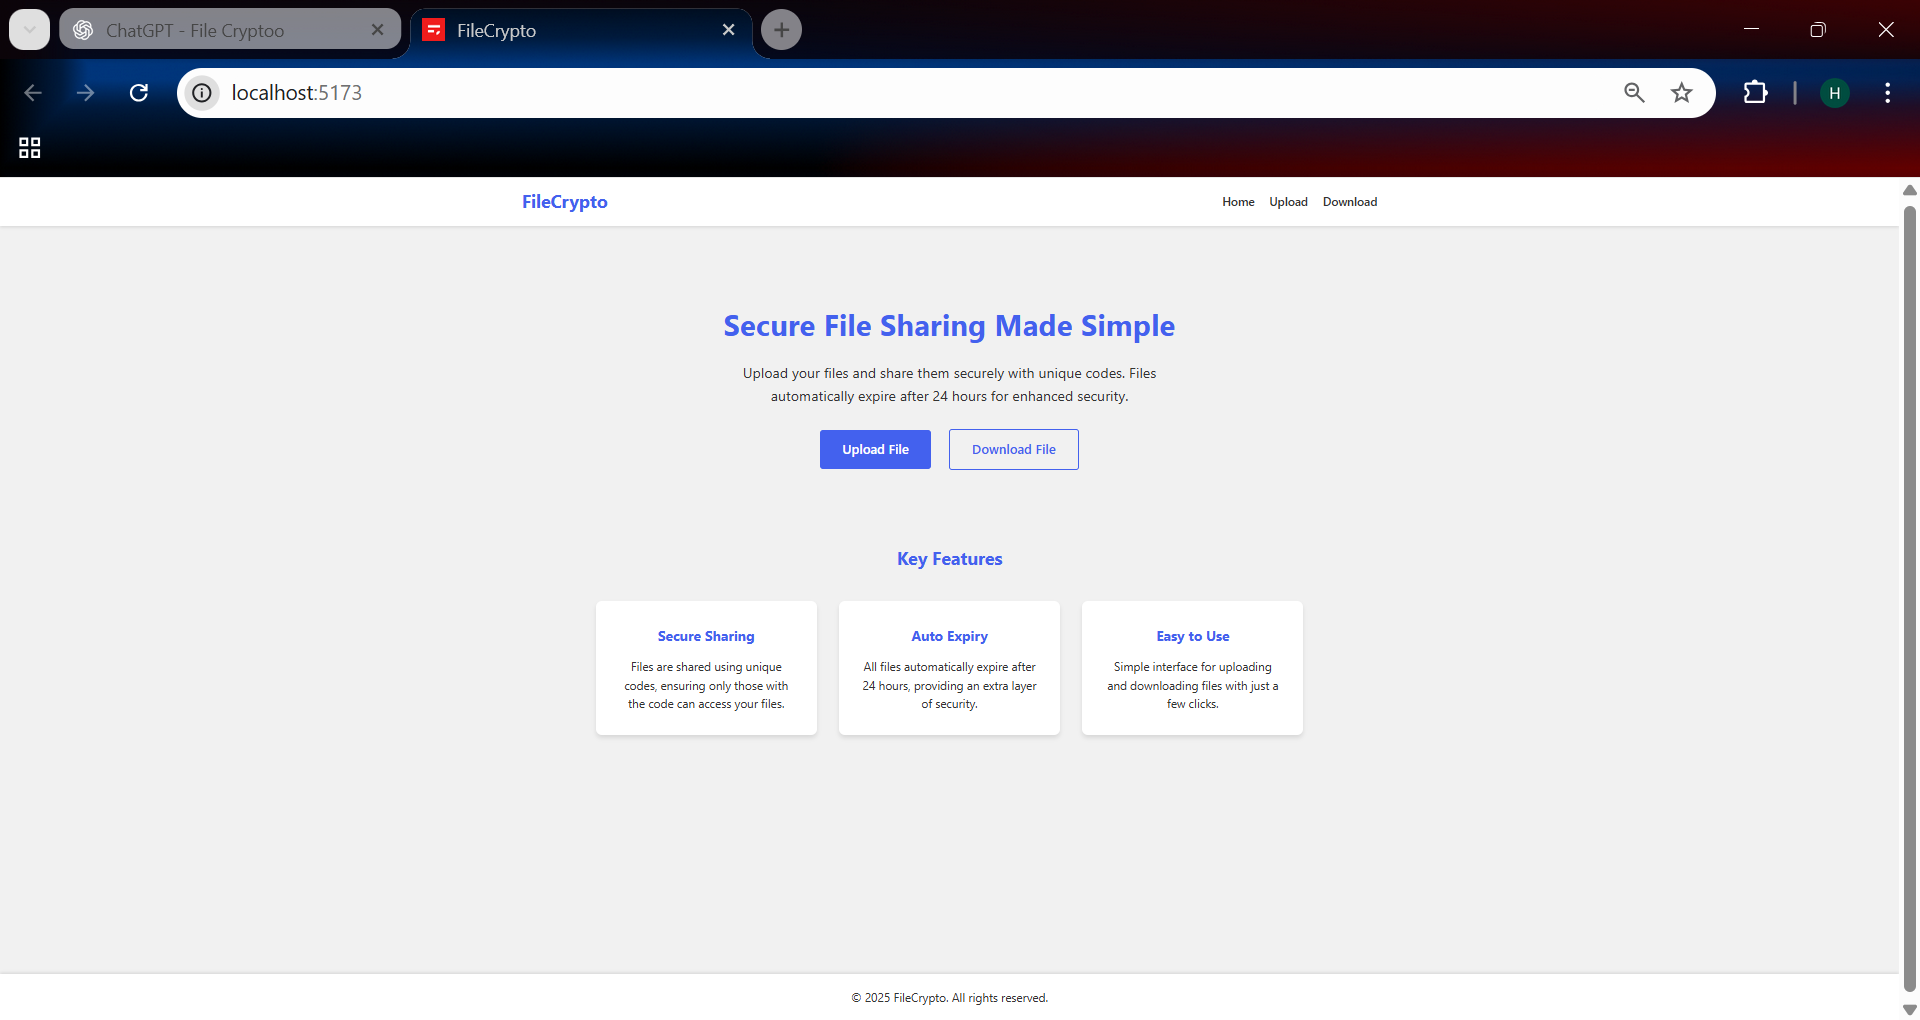 ChatGPT - File Cryptoo
FileCrypto
localhost:5173
H
FileCrypto
Home Upload Download
Secure File Sharing Made Simple
Upload your files and share them securely with unique codes. Files
automatically expire after 24 hours for enhanced security.
Upload File
Download File
Key Features
Secure Sharing
Files are shared using unique
codes, ensuring only those with
the code can access your files.
Auto Expiry
All files automatically expire after
24 hours, providing an extra layer
of security.
Easy to Use
Simple interface for uploading
and downloading files with just a
few clicks.
© 2025 FileCrypto. All rights reserved.